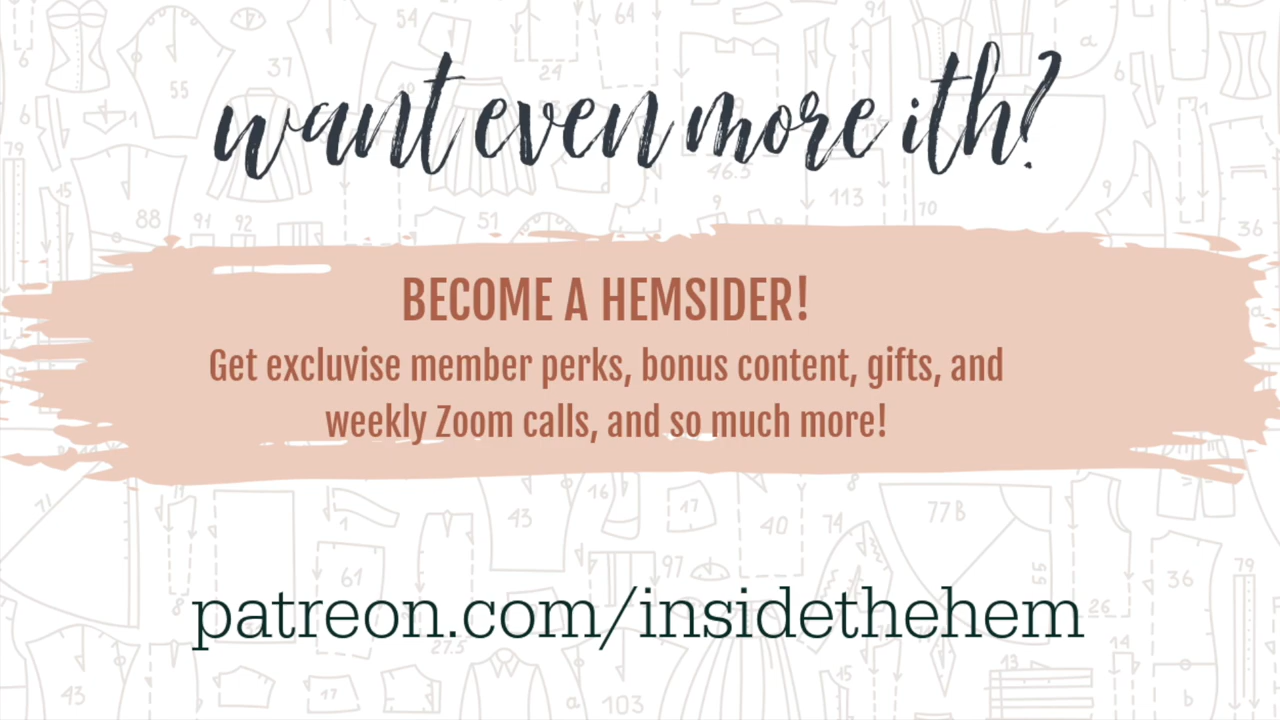 want even more ith?
BECOME A HEMSIDER!
Get excluvise member perks, bonus content, gifts, and
weekly Zoom calls, and so much more!
patreon.com/insidethehem